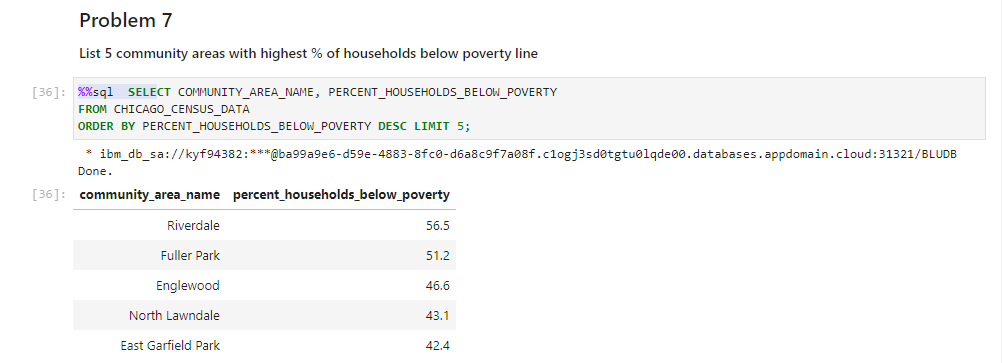 Problem 7
List 5 community areas with highest % of households below poverty line
[36]: %%sql  SELECT COMMUNITY_AREA_NAME, PERCENT_HOUSEHOLDS_BELOW_POVERTY
FROM CHICAGO_CENSUS_DATA
ORDER BY PERCENT_HOUSEHOLDS_BELOW_POVERTY DESC LIMIT 5;
* ibm_db_sa://kyf94382:***@ba99a9e6-d59e-4883-8fc0-d6a8c9f7a08f.c1ogj3sd0tgtu0lqde00.databases.appdomain.cloud:31321/BLUDB
Done.
[36]: community_area_name percent_households_below_poverty
Riverdale 56.5
Fuller Park 51.2
Englewood 46.6
North Lawndale 43.1
East Garfield Park 42.4